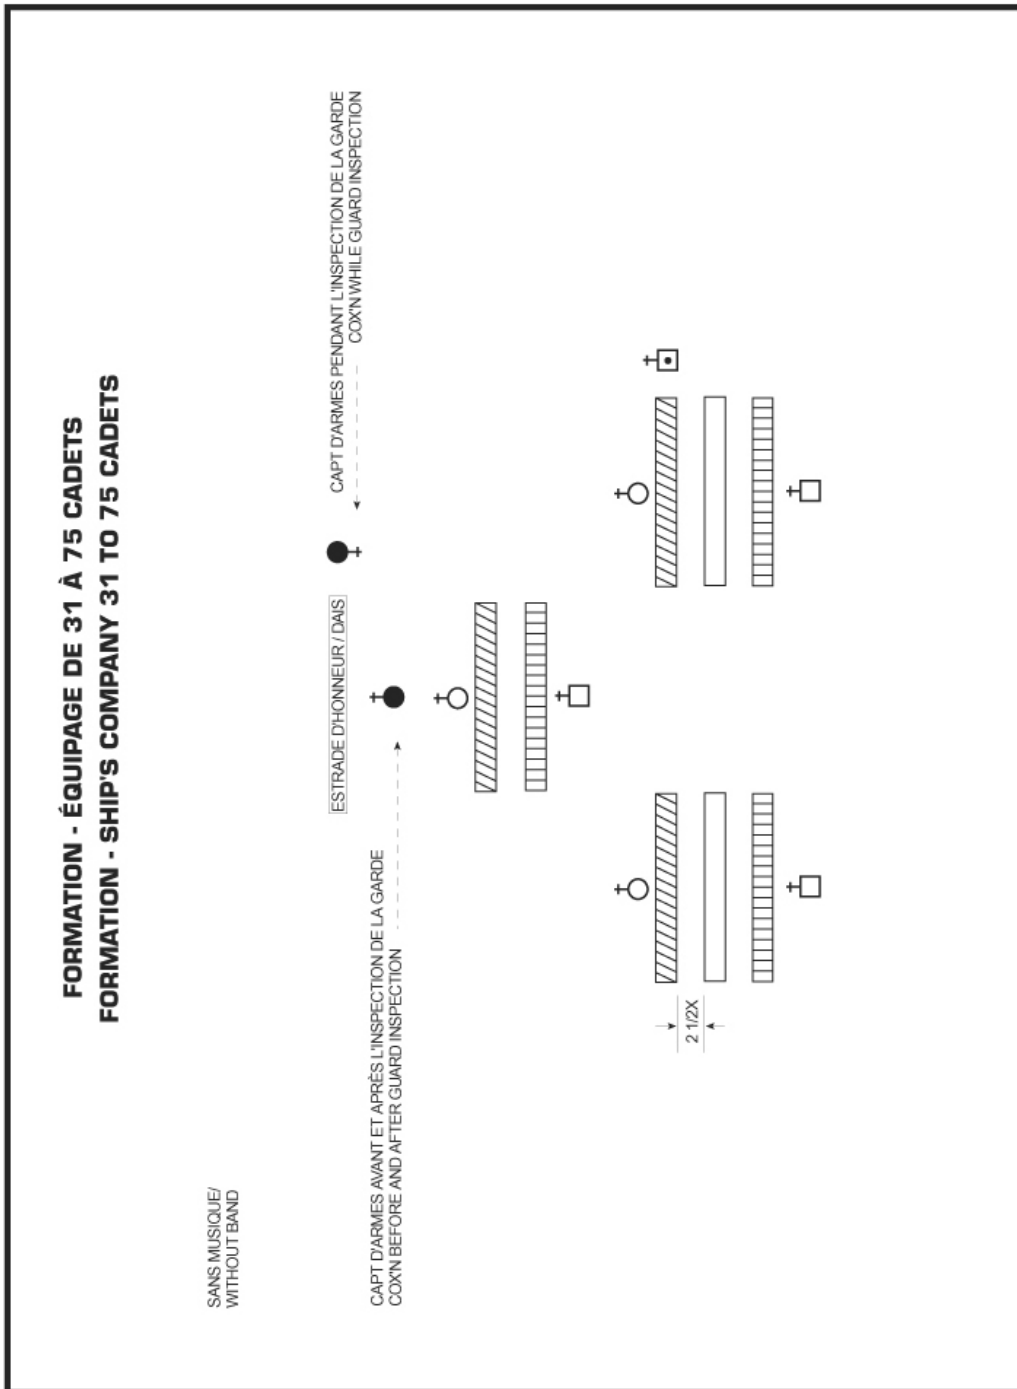 FORMATION - ÉQUIPAGE DE 31 À 75 CADETS
FORMATION - SHIP'S COMPANY 31 TO 75 CADETS
SANS MUSIQUE/
WITHOUT BAND
ESTRADE D'HONNEUR / DAIS
CAPT D'ARMES PENDANT L'INSPECTION DE LA GARDE
COX'N WHILE GUARD INSPECTION
CAPT D'ARMES AVANT ET APRÈS L'INSPECTION DE LA GARDE
COX'N BEFORE AND AFTER GUARD INSPECTION
2 1/2X